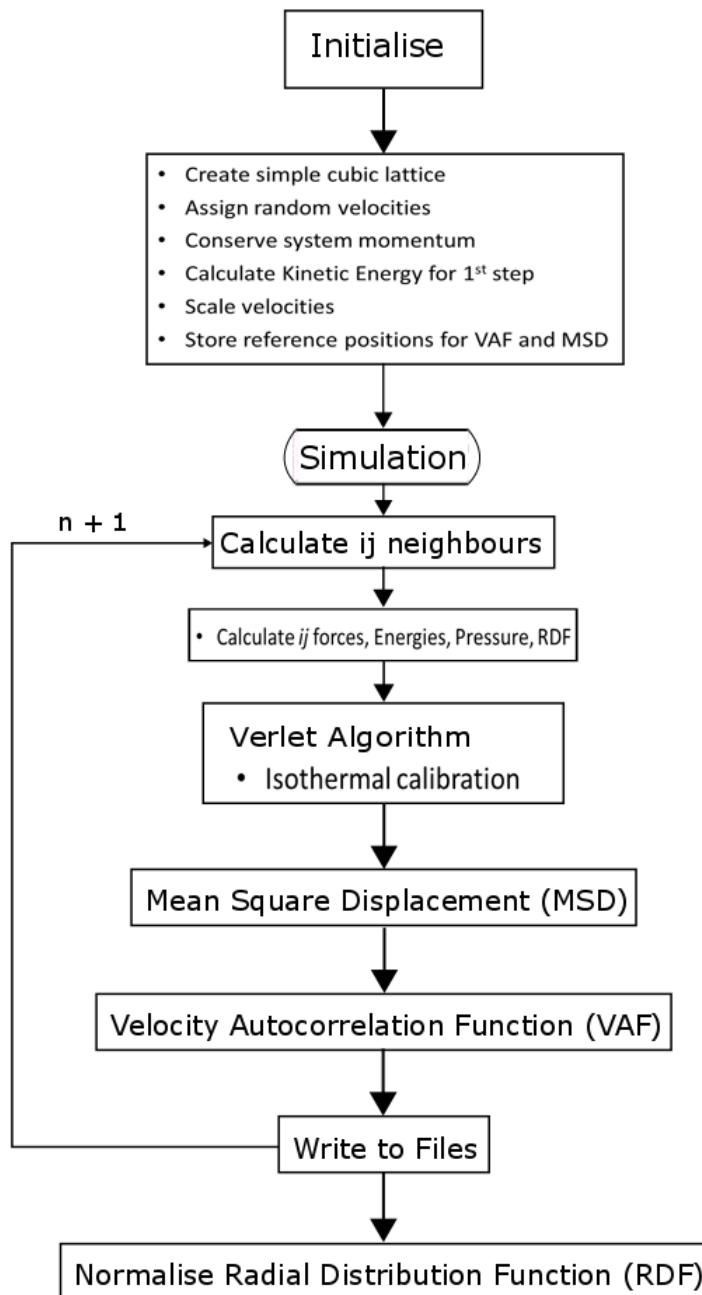 Initialise
• Create simple cubic lattice
• Assign random velocities
• Conserve system momentum
• Calculate Kinetic Energy for 1st step
• Scale velocities
• Store reference positions for VAF and MSD
Simulation
n + 1
Calculate ij neighbours
• Calculate ij forces, Energies, Pressure, RDF
Verlet Algorithm
• Isothermal calibration
Mean Square Displacement (MSD)
Velocity Autocorrelation Function (VAF)
Write to Files
Normalise Radial Distribution Function (RDF)